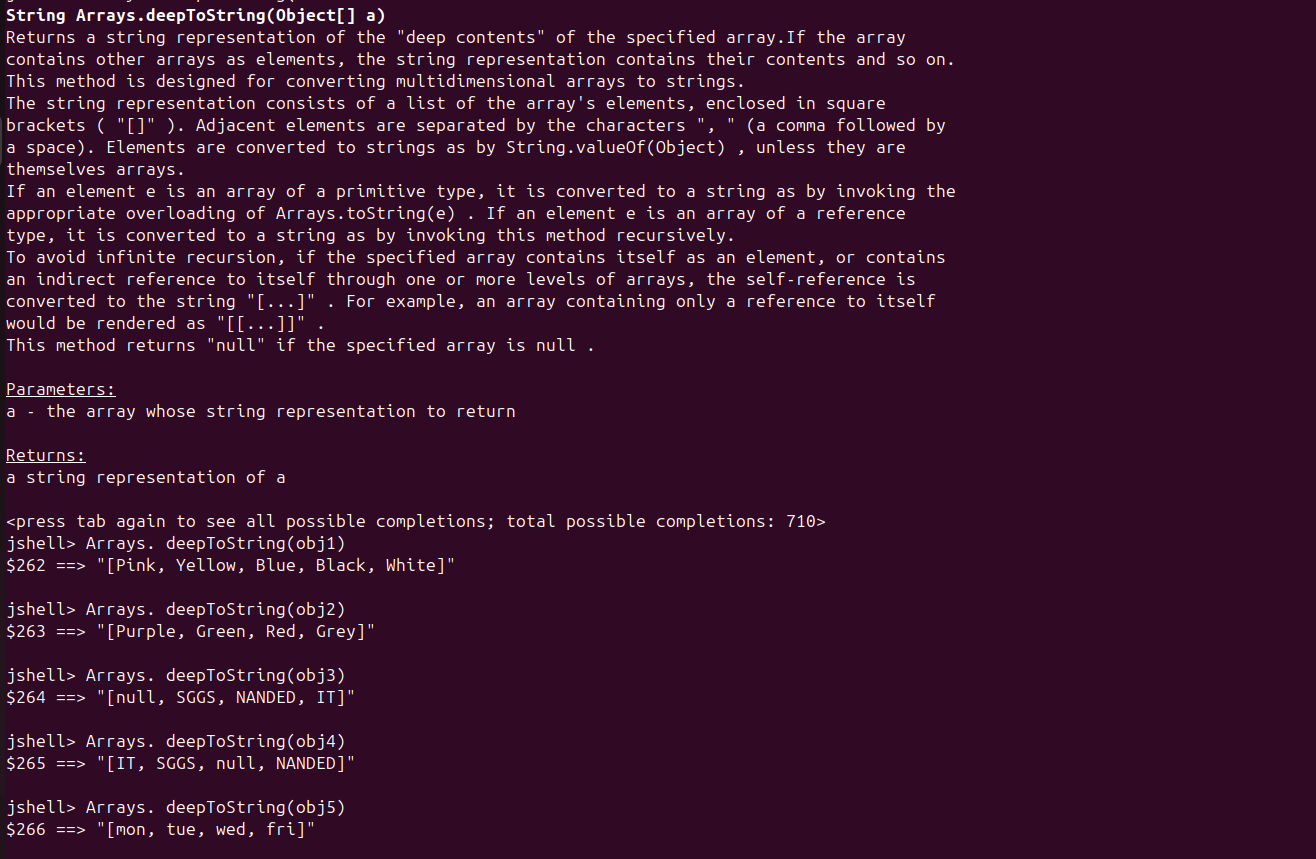 String Arrays.deepToString(Object[] a)
Returns a string representation of the "deep contents" of the specified array.If the array
contains other arrays as elements, the string representation contains their contents and so on.
This method is designed for converting multidimensional arrays to strings.
The string representation consists of a list of the array's elements, enclosed in square
brackets ( "[]" ). Adjacent elements are separated by the characters ", " (a comma followed by
a space). Elements are converted to strings as by String.valueOf(Object) , unless they are
themselves arrays.
If an element e is an array of a primitive type, it is converted to a string as by invoking the
appropriate overloading of Arrays.toString(e) . If an element e is an array of a reference
type, it is converted to a string as by invoking this method recursively.
To avoid infinite recursion, if the specified array contains itself as an element, or contains
an indirect reference to itself through one or more levels of arrays, the self-reference is
converted to the string "[...]" . For example, an array containing only a reference to itself
would be rendered as "[[...]]" .
This method returns "null" if the specified array is null .
Parameters:
a - the array whose string representation to return
Returns:
a string representation of a
<press tab again to see all possible completions; total possible completions: 710>
jshell> Arrays. deepToString(obj1)
$262 ==> "[Pink, Yellow, Blue, Black, White]"
jshell> Arrays. deepToString(obj2)
$263 ==> "[Purple, Green, Red, Grey]"
jshell> Arrays. deepToString(obj3)
$264 ==> "[null, SGGS, NANDED, IT]"
jshell> Arrays. deepToString(obj4)
$265 ==> "[IT, SGGS, null, NANDED]"
jshell> Arrays. deepToString(obj5)
$266 ==> "[mon, tue, wed, fri]"